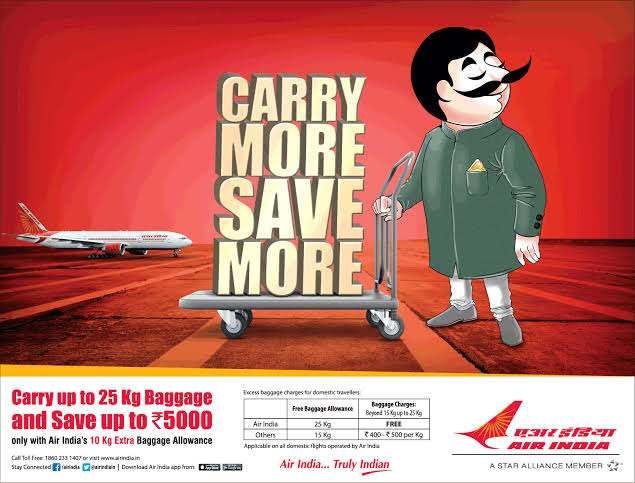 CARRY
MORE
SAVE
MORE
Carry up to 25 Kg Baggage
and Save up to ₹5000
only with Air India's 10 Kg Extra Baggage Allowance
Call Toll Free: 1860 233 1407 or visit www.airindia.in
Stay Connected /airindia /airindiain | Download Air India app from:
Excess baggage charges for domestic travellers:
Free Baggage Allowance Baggage Charges:
Beyond 15 Kg up to 25 Kg
Air India 25 Kg FREE
Others 15 Kg ₹ 400 - ₹ 500 per Kg
Applicable on all domestic flights operated by Air India
Air India... Truly Indian
एअर इंडिया
AIR INDIA
A STAR ALLIANCE MEMBER